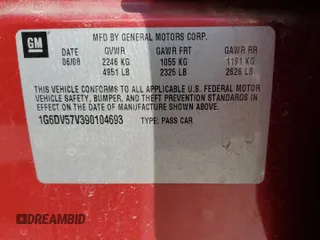 GM
MFD BY GENERAL MOTORS CORP.
DATE GVWR GAWR FRT GAWR RR
06/08 2246 KG 1055 KG 1191 KG
4951 LB 2325 LB 2626 LB
THIS VEHICLE CONFORMS TO ALL APPLICABLE U.S. FEDERAL MOTOR
VEHICLE SAFETY, BUMPER, AND THEFT PREVENTION STANDARDS
IN EFFECT ON THE DATE OF MANUFACTURE SHOWN ABOVE.
1G6DV57V390104693 TYPE: PASS CAR
DREAMBID